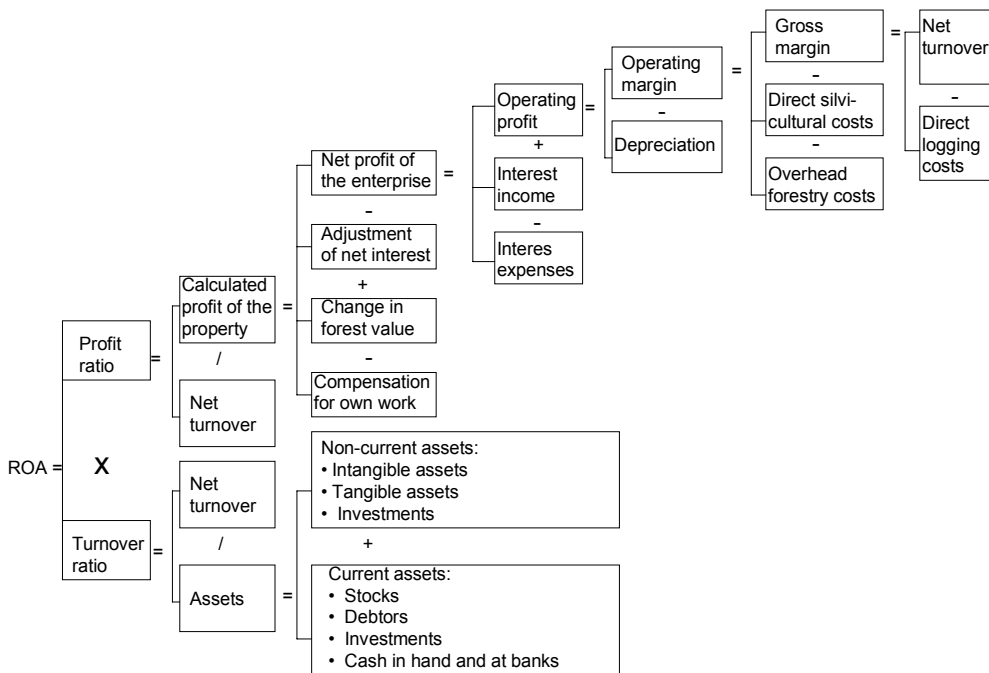 Gross
margin
=
Net
turnover
-
Direct silvi-
cultural costs
-
Overhead
forestry costs
-
Direct
logging
costs
Operating
margin
=
-
Depreciation
Operating
profit
=
+
Interest
income
-
Interes
expenses
Net profit of
the enterprise
=
-
Adjustment
of net interest
+
Change in
forest value
-
Compensation
for own work
Calculated
profit of the
property
=
/
Net
turnover
Profit
ratio
=
ROA =
X
Turnover
ratio
=
Net
turnover
/
Assets
=
Non-current assets:
• Intangible assets
• Tangible assets
• Investments
+
Current assets:
• Stocks
• Debtors
• Investments
• Cash in hand and at banks